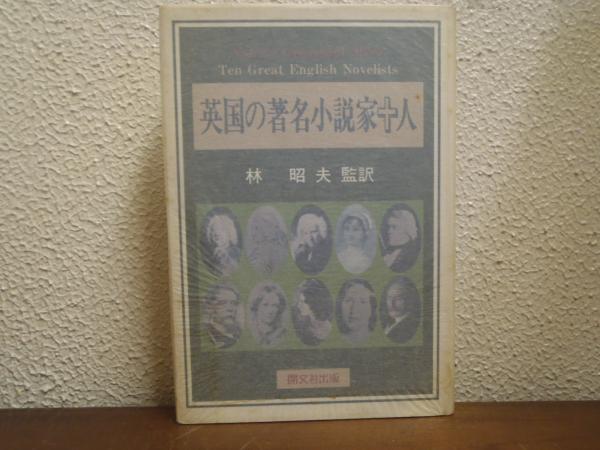 Ten Great English Novelists
英国の著名小説家十人
林 昭夫 監訳
開文社出版